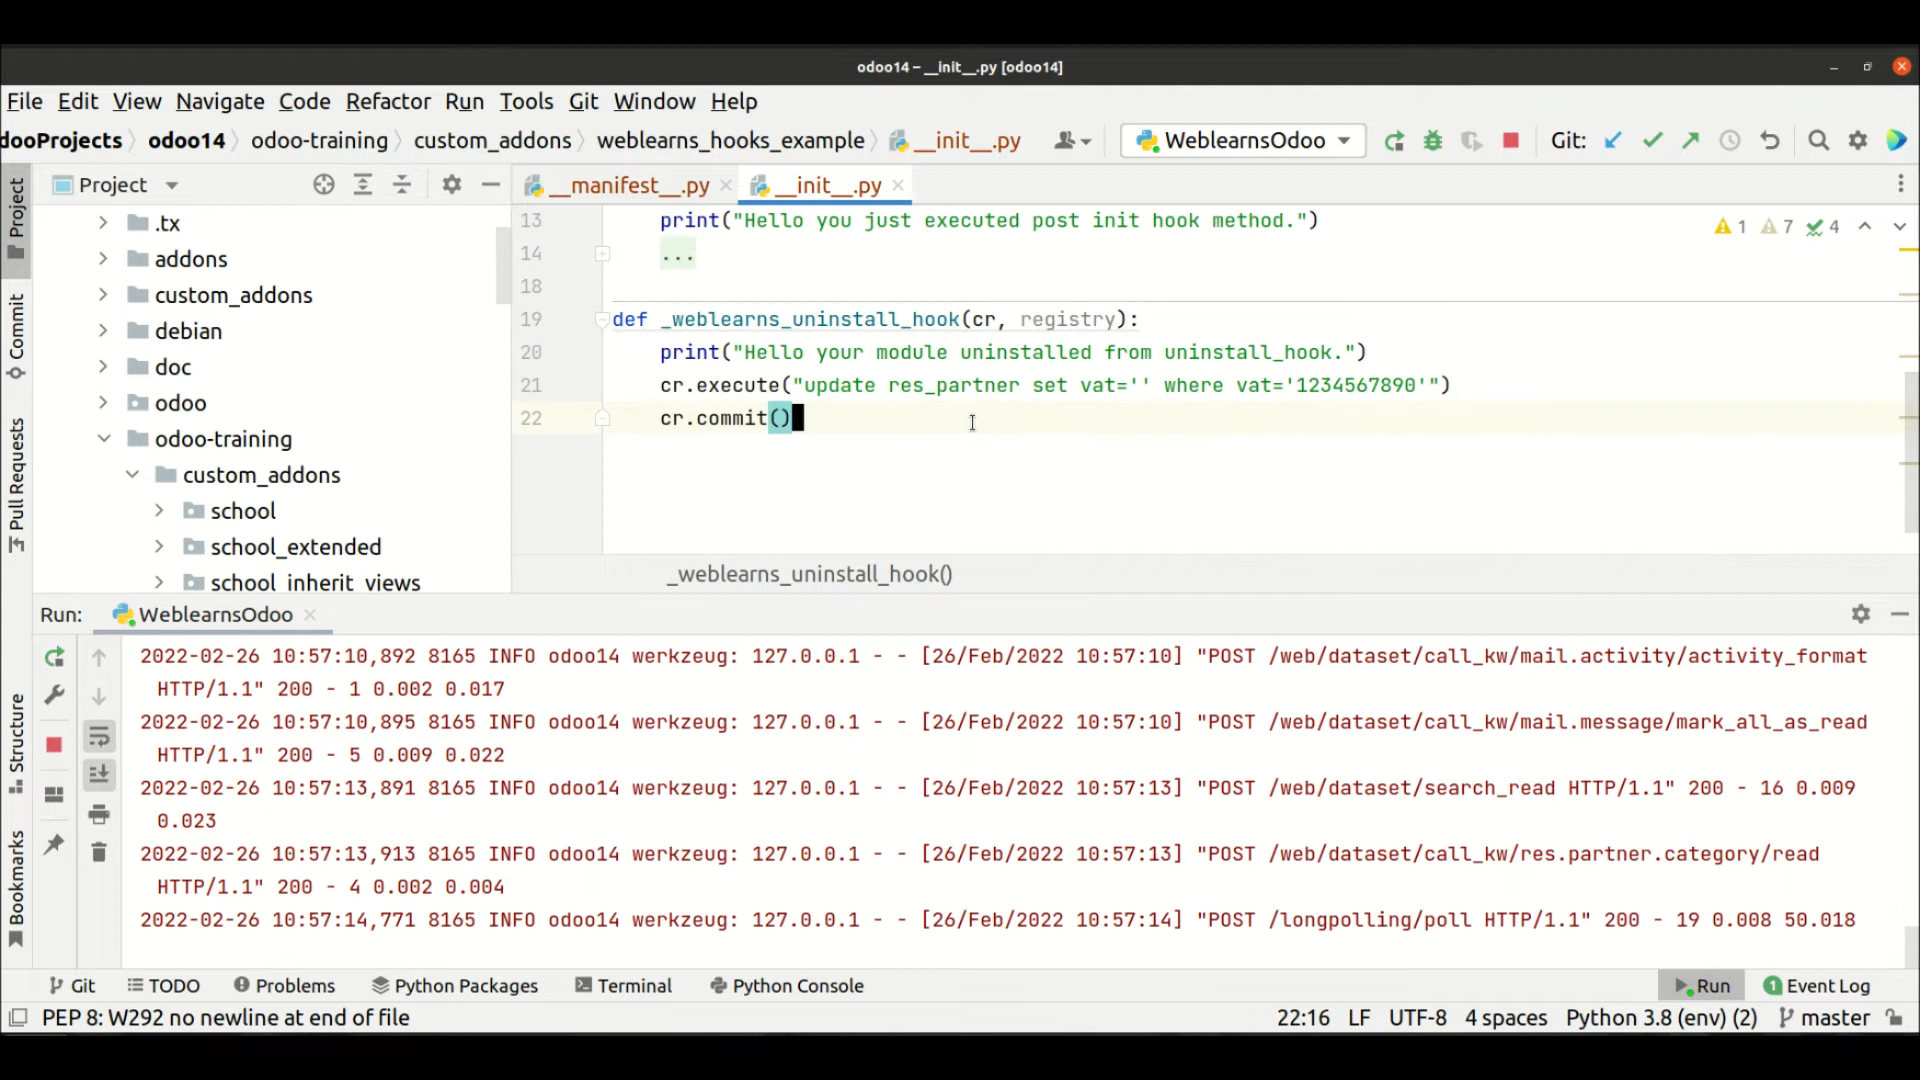 odoo14 – __init__.py [odoo14]
File Edit View Navigate Code Refactor Run Tools Git Window Help
dooProjects odoo14 odoo-training custom_addons weblearns_hooks_example __init__.py WeblearnsOdoo Git:
Project
__manifest__.py __init__.py
.tx
addons
custom_addons
debian
doc
odoo
odoo-training
custom_addons
school
school_extended
school_inherit_views
13 print("Hello you just executed post init hook method.")
14 ...
18
19 def _weblearns_uninstall_hook(cr, registry):
20 print("Hello your module uninstalled from uninstall_hook.")
21 cr.execute("update res_partner set vat='' where vat='1234567890'")
22 cr.commit()
1 7 4
_weblearns_uninstall_hook()
Project
Commit
Pull Requests
Structure
Bookmarks
Run: WeblearnsOdoo
2022-02-26 10:57:10,892 8165 INFO odoo14 werkzeug: 127.0.0.1 - - [26/Feb/2022 10:57:10] "POST /web/dataset/call_kw/mail.activity/activity_format
HTTP/1.1" 200 - 1 0.002 0.017
2022-02-26 10:57:10,895 8165 INFO odoo14 werkzeug: 127.0.0.1 - - [26/Feb/2022 10:57:10] "POST /web/dataset/call_kw/mail.message/mark_all_as_read
HTTP/1.1" 200 - 5 0.009 0.022
2022-02-26 10:57:13,891 8165 INFO odoo14 werkzeug: 127.0.0.1 - - [26/Feb/2022 10:57:13] "POST /web/dataset/search_read HTTP/1.1" 200 - 16 0.009
0.023
2022-02-26 10:57:13,913 8165 INFO odoo14 werkzeug: 127.0.0.1 - - [26/Feb/2022 10:57:13] "POST /web/dataset/call_kw/res.partner.category/read
HTTP/1.1" 200 - 4 0.002 0.004
2022-02-26 10:57:14,771 8165 INFO odoo14 werkzeug: 127.0.0.1 - - [26/Feb/2022 10:57:14] "POST /longpolling/poll HTTP/1.1" 200 - 19 0.008 50.018
Git TODO Problems Python Packages Terminal Python Console Run 1 Event Log
PEP 8: W292 no newline at end of file 22:16 LF UTF-8 4 spaces Python 3.8 (env) (2) master